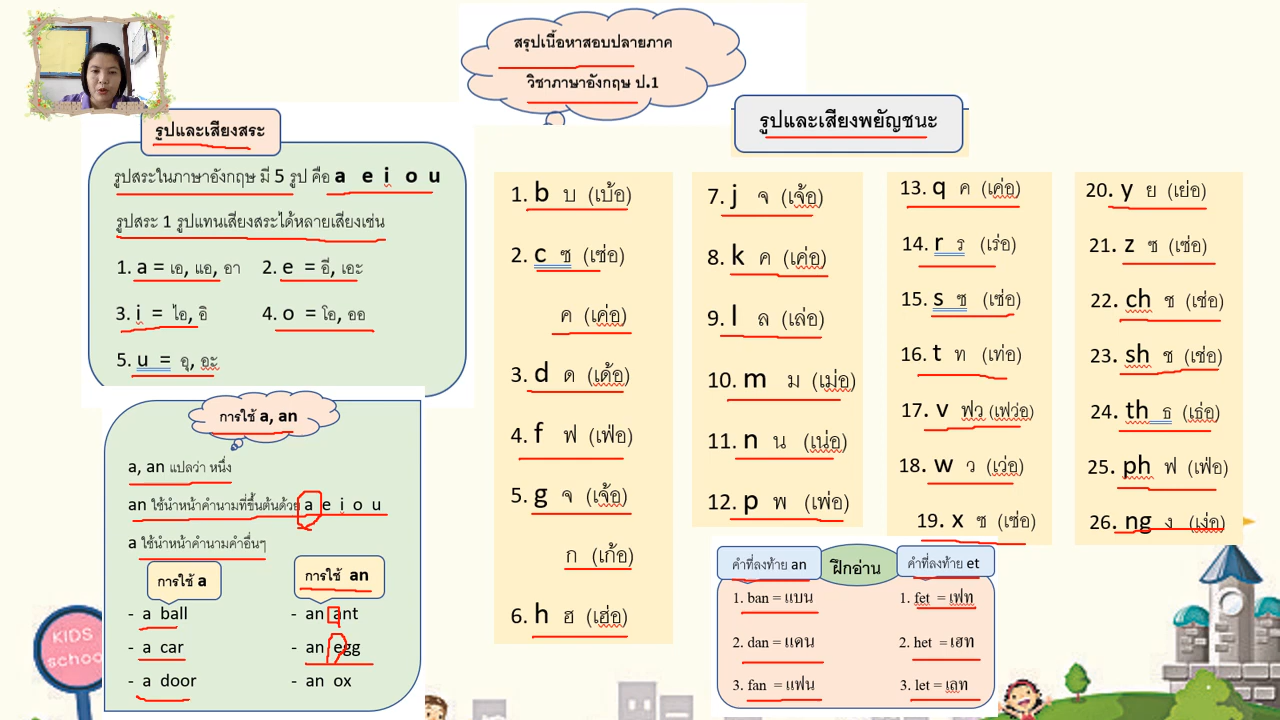 สรุปเนื้อหาสอบปลายภาค
วิชาภาษาอังกฤษ ป.1
รูปและเสียงสระ
รูปสระในภาษาอังกฤษ มี 5 รูป คือ a e i o u
รูปสระ 1 รูปแทนเสียงสระได้หลายเสียงเช่น
1. a = เอ, แอ, อา 2. e = อี, เอะ
3. i = ไอ, อิ 4. o = โอ, ออ
5. u = อุ, อะ
การใช้ a, an
a, an แปลว่า หนึ่ง
an ใช้นำหน้าคำนามที่ขึ้นต้นด้วย a e i o u
a ใช้นำหน้าคำนามคำอื่นๆ
การใช้ a
- a ball
- a car
- a door
การใช้ an
- an ant
- an egg
- an ox
รูปและเสียงพยัญชนะ
1. b บ (เบ้อ)
2. c ซ (เซ่อ)
ค (เค่อ)
3. d ด (เด้อ)
4. f ฟ (เฟ่อ)
5. g จ (เจ้อ)
ก (เก้อ)
6. h ฮ (เฮ่อ)
7. j จ (เจ้อ)
8. k ค (เค่อ)
9. l ล (เล่อ)
10. m ม (เม่อ)
11. n น (เน่อ)
12. p พ (เพ่อ)
13. q ค (เค่อ)
14. r ร (เร่อ)
15. s ซ (เซ่อ)
16. t ท (เท่อ)
17. v ฟว (เฟว่อ)
18. w ว (เว่อ)
19. x ซ (เซ่อ)
20. y ย (เย่อ)
21. z ซ (เซ่อ)
22. ch ช (เช่อ)
23. sh ช (เช่อ)
24. th ธ (เธ่อ)
25. ph ฟ (เฟ่อ)
26. ng ง (เง่อ)
คำที่ลงท้าย an
ฝึกอ่าน
คำที่ลงท้าย et
1. ban = แบน
2. dan = แดน
3. fan = แฟน
1. fet = เฟท
2. het = เฮท
3. let = เลท
KIDS
school